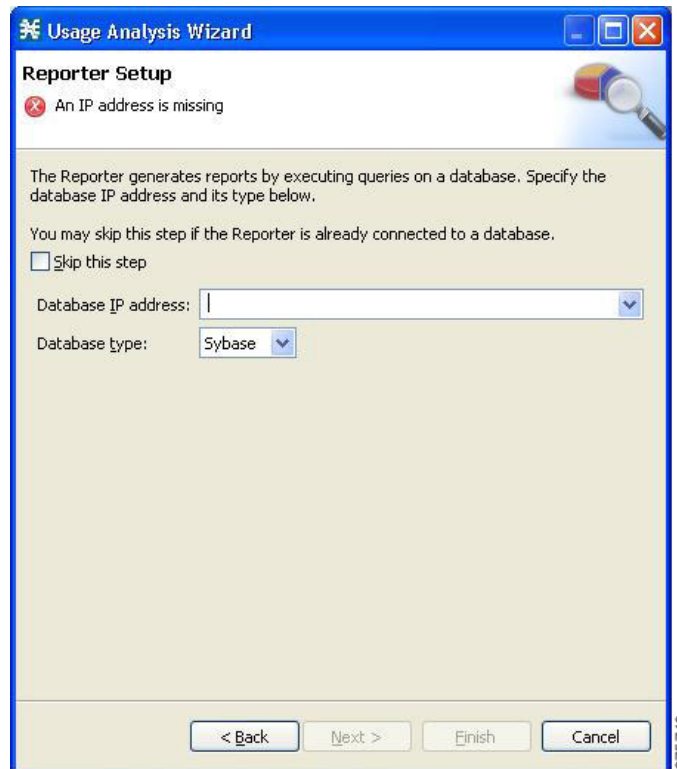 Usage Analysis Wizard
Reporter Setup
An IP address is missing
The Reporter generates reports by executing queries on a database. Specify the
database IP address and its type below.
You may skip this step if the Reporter is already connected to a database.
Skip this step
Database IP address:
Database type:
Sybase
< Back
Next >
Finish
Cancel